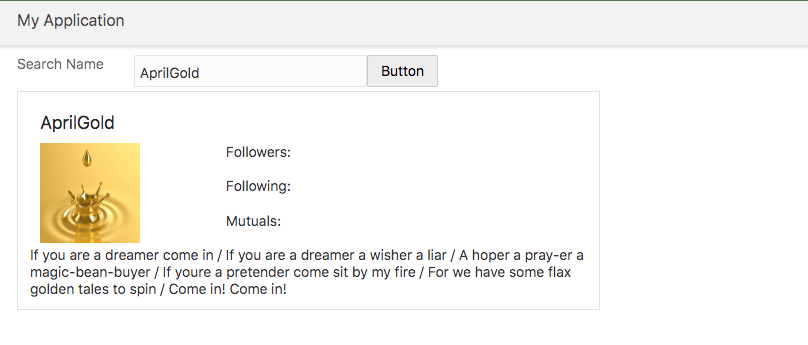 My Application
Search Name
AprilGold
Button
AprilGold
Followers:
Following:
Mutuals:
If you are a dreamer come in / If you are a dreamer a wisher a liar / A hoper a pray-er a
magic-bean-buyer / If youre a pretender come sit by my fire / For we have some flax
golden tales to spin / Come in! Come in!